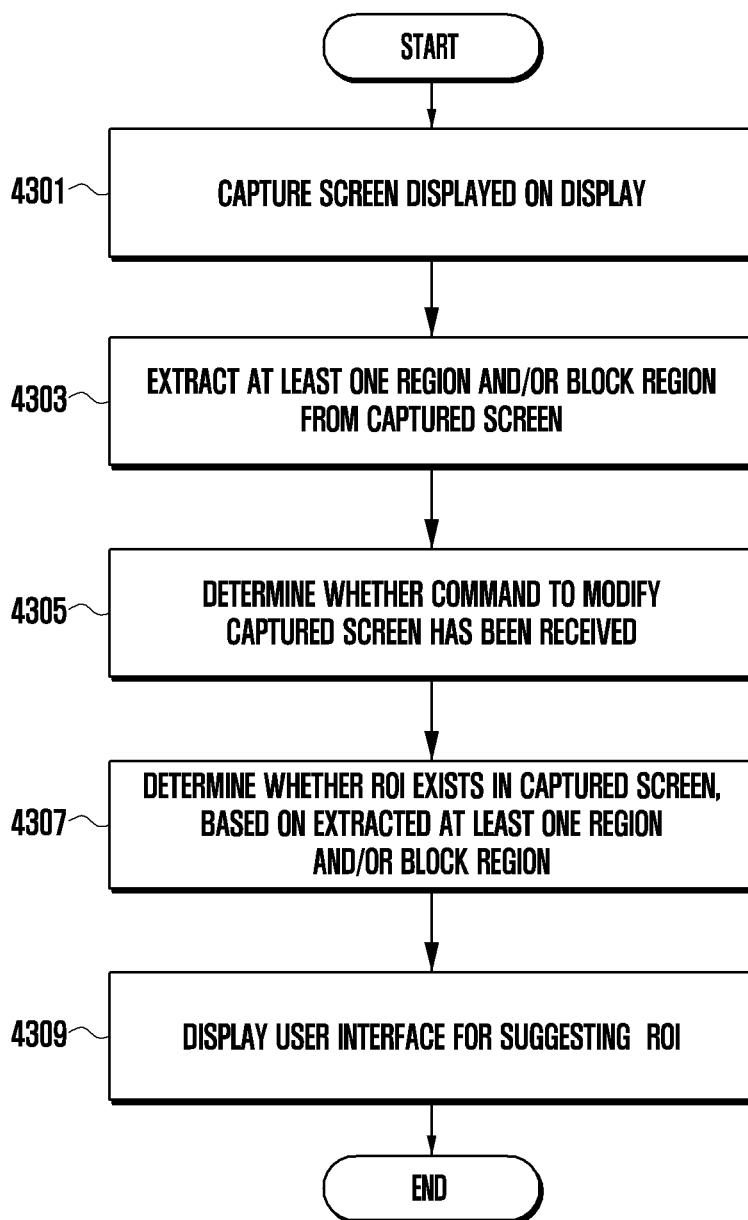 START
4301
CAPTURE SCREEN DISPLAYED ON DISPLAY
4303
EXTRACT AT LEAST ONE REGION AND/OR BLOCK REGION
FROM CAPTURED SCREEN
4305
DETERMINE WHETHER COMMAND TO MODIFY
CAPTURED SCREEN HAS BEEN RECEIVED
4307
DETERMINE WHETHER ROI EXISTS IN CAPTURED SCREEN,
BASED ON EXTRACTED AT LEAST ONE REGION
AND/OR BLOCK REGION
4309
DISPLAY USER INTERFACE FOR SUGGESTING ROI
END